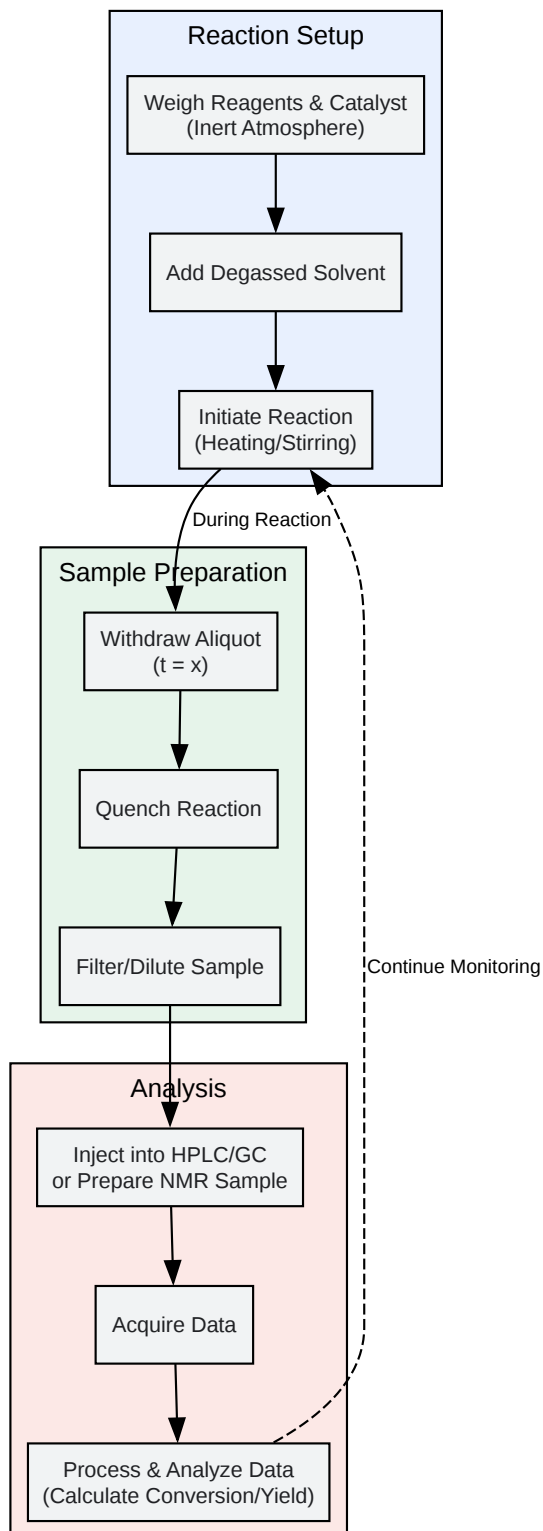 Reaction Setup
Weigh Reagents & Catalyst
(Inert Atmosphere)
Add Degassed Solvent
Initiate Reaction
(Heating/Stirring)
During Reaction
Sample Preparation
Withdraw Aliquot
(t = x)
Quench Reaction
Filter/Dilute Sample
Continue Monitoring
Analysis
Inject into HPLC/GC
or Prepare NMR Sample
Acquire Data
Process & Analyze Data
(Calculate Conversion/Yield)